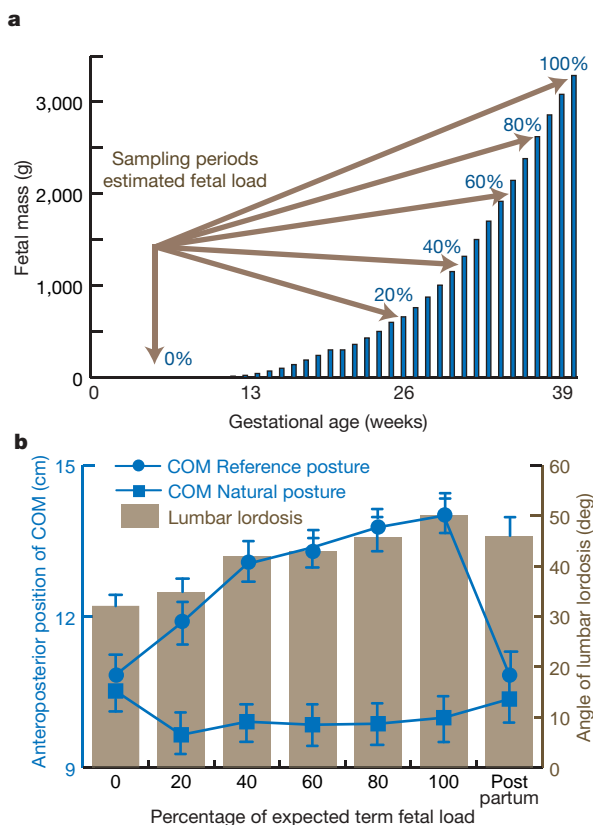 a
Fetal mass (g)
3,000
2,000
1,000
0
Sampling periods
estimated fetal load
0%
20%
40%
60%
80%
100%
0
13
26
39
Gestational age (weeks)
b
Anteroposterior position of COM (cm)
15
12
9
COM Reference posture
COM Natural posture
Lumbar lordosis
60
50
40
30
20
10
0
Angle of lumbar lordosis (deg)
0
20
40
60
80
100
Post
partum
Percentage of expected term fetal load